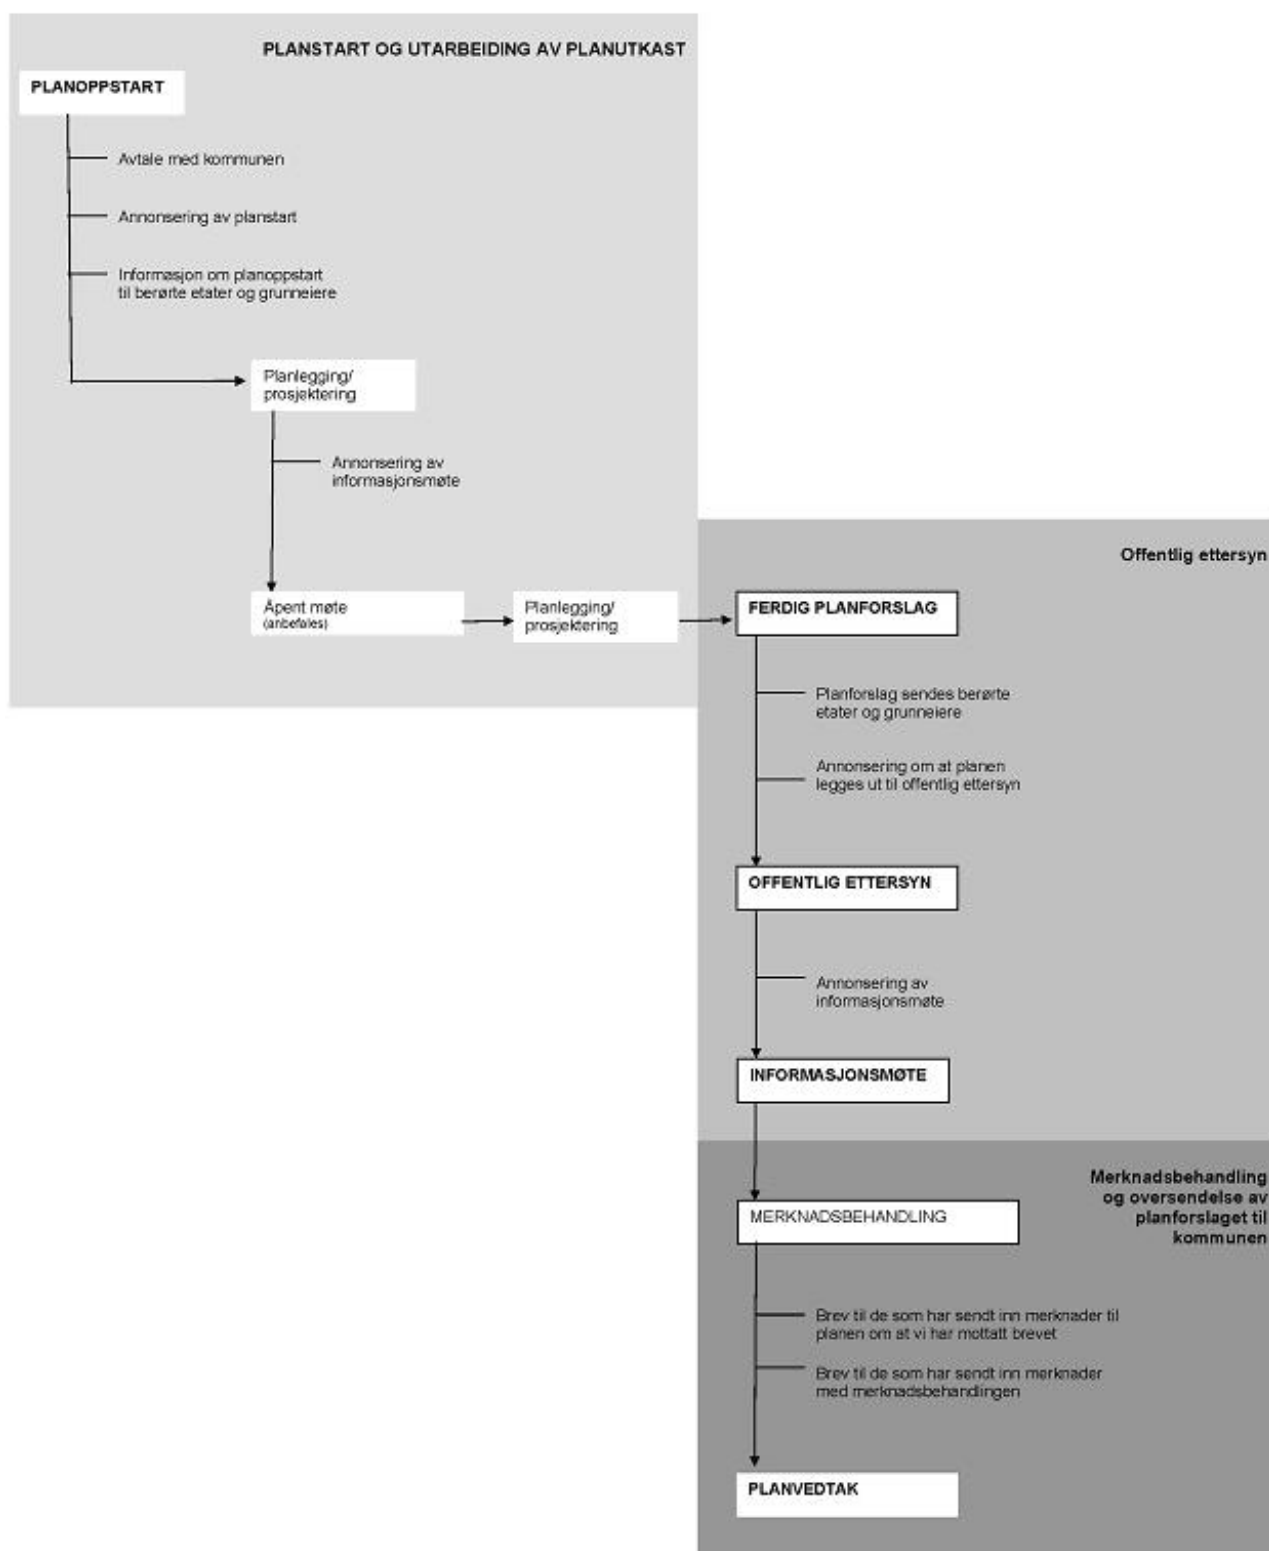 PLANSTART OG UTARBEIDING AV PLANUTKAST
PLANOPPSTART
Avtale med kommunen
Annonsering av planstart
Informasjon om planoppstart
til berørte etater og grunneiere
Planlegging/
prosjektering
Annonsering av
informasjonsmøte
Åpent møte
(anbefales)
Planlegging/
prosjektering
Offentlig ettersyn
FERDIG PLANFORSLAG
Planforslag sendes berørte
etater og grunneiere
Annonsering om at planen
legges ut til offentlig ettersyn
OFFENTLIG ETTERSYN
Annonsering av
informasjonsmøte
INFORMASJONSMØTE
Merknadsbehandling
og oversendelse av
planforslaget til
kommunen
MERKNADSBEHANDLING
Brev til de som har sendt inn merknader til
planen om at vi har mottatt brevet
Brev til de som har sendt inn merknader
med merknadsbehandlingen
PLANVEDTAK